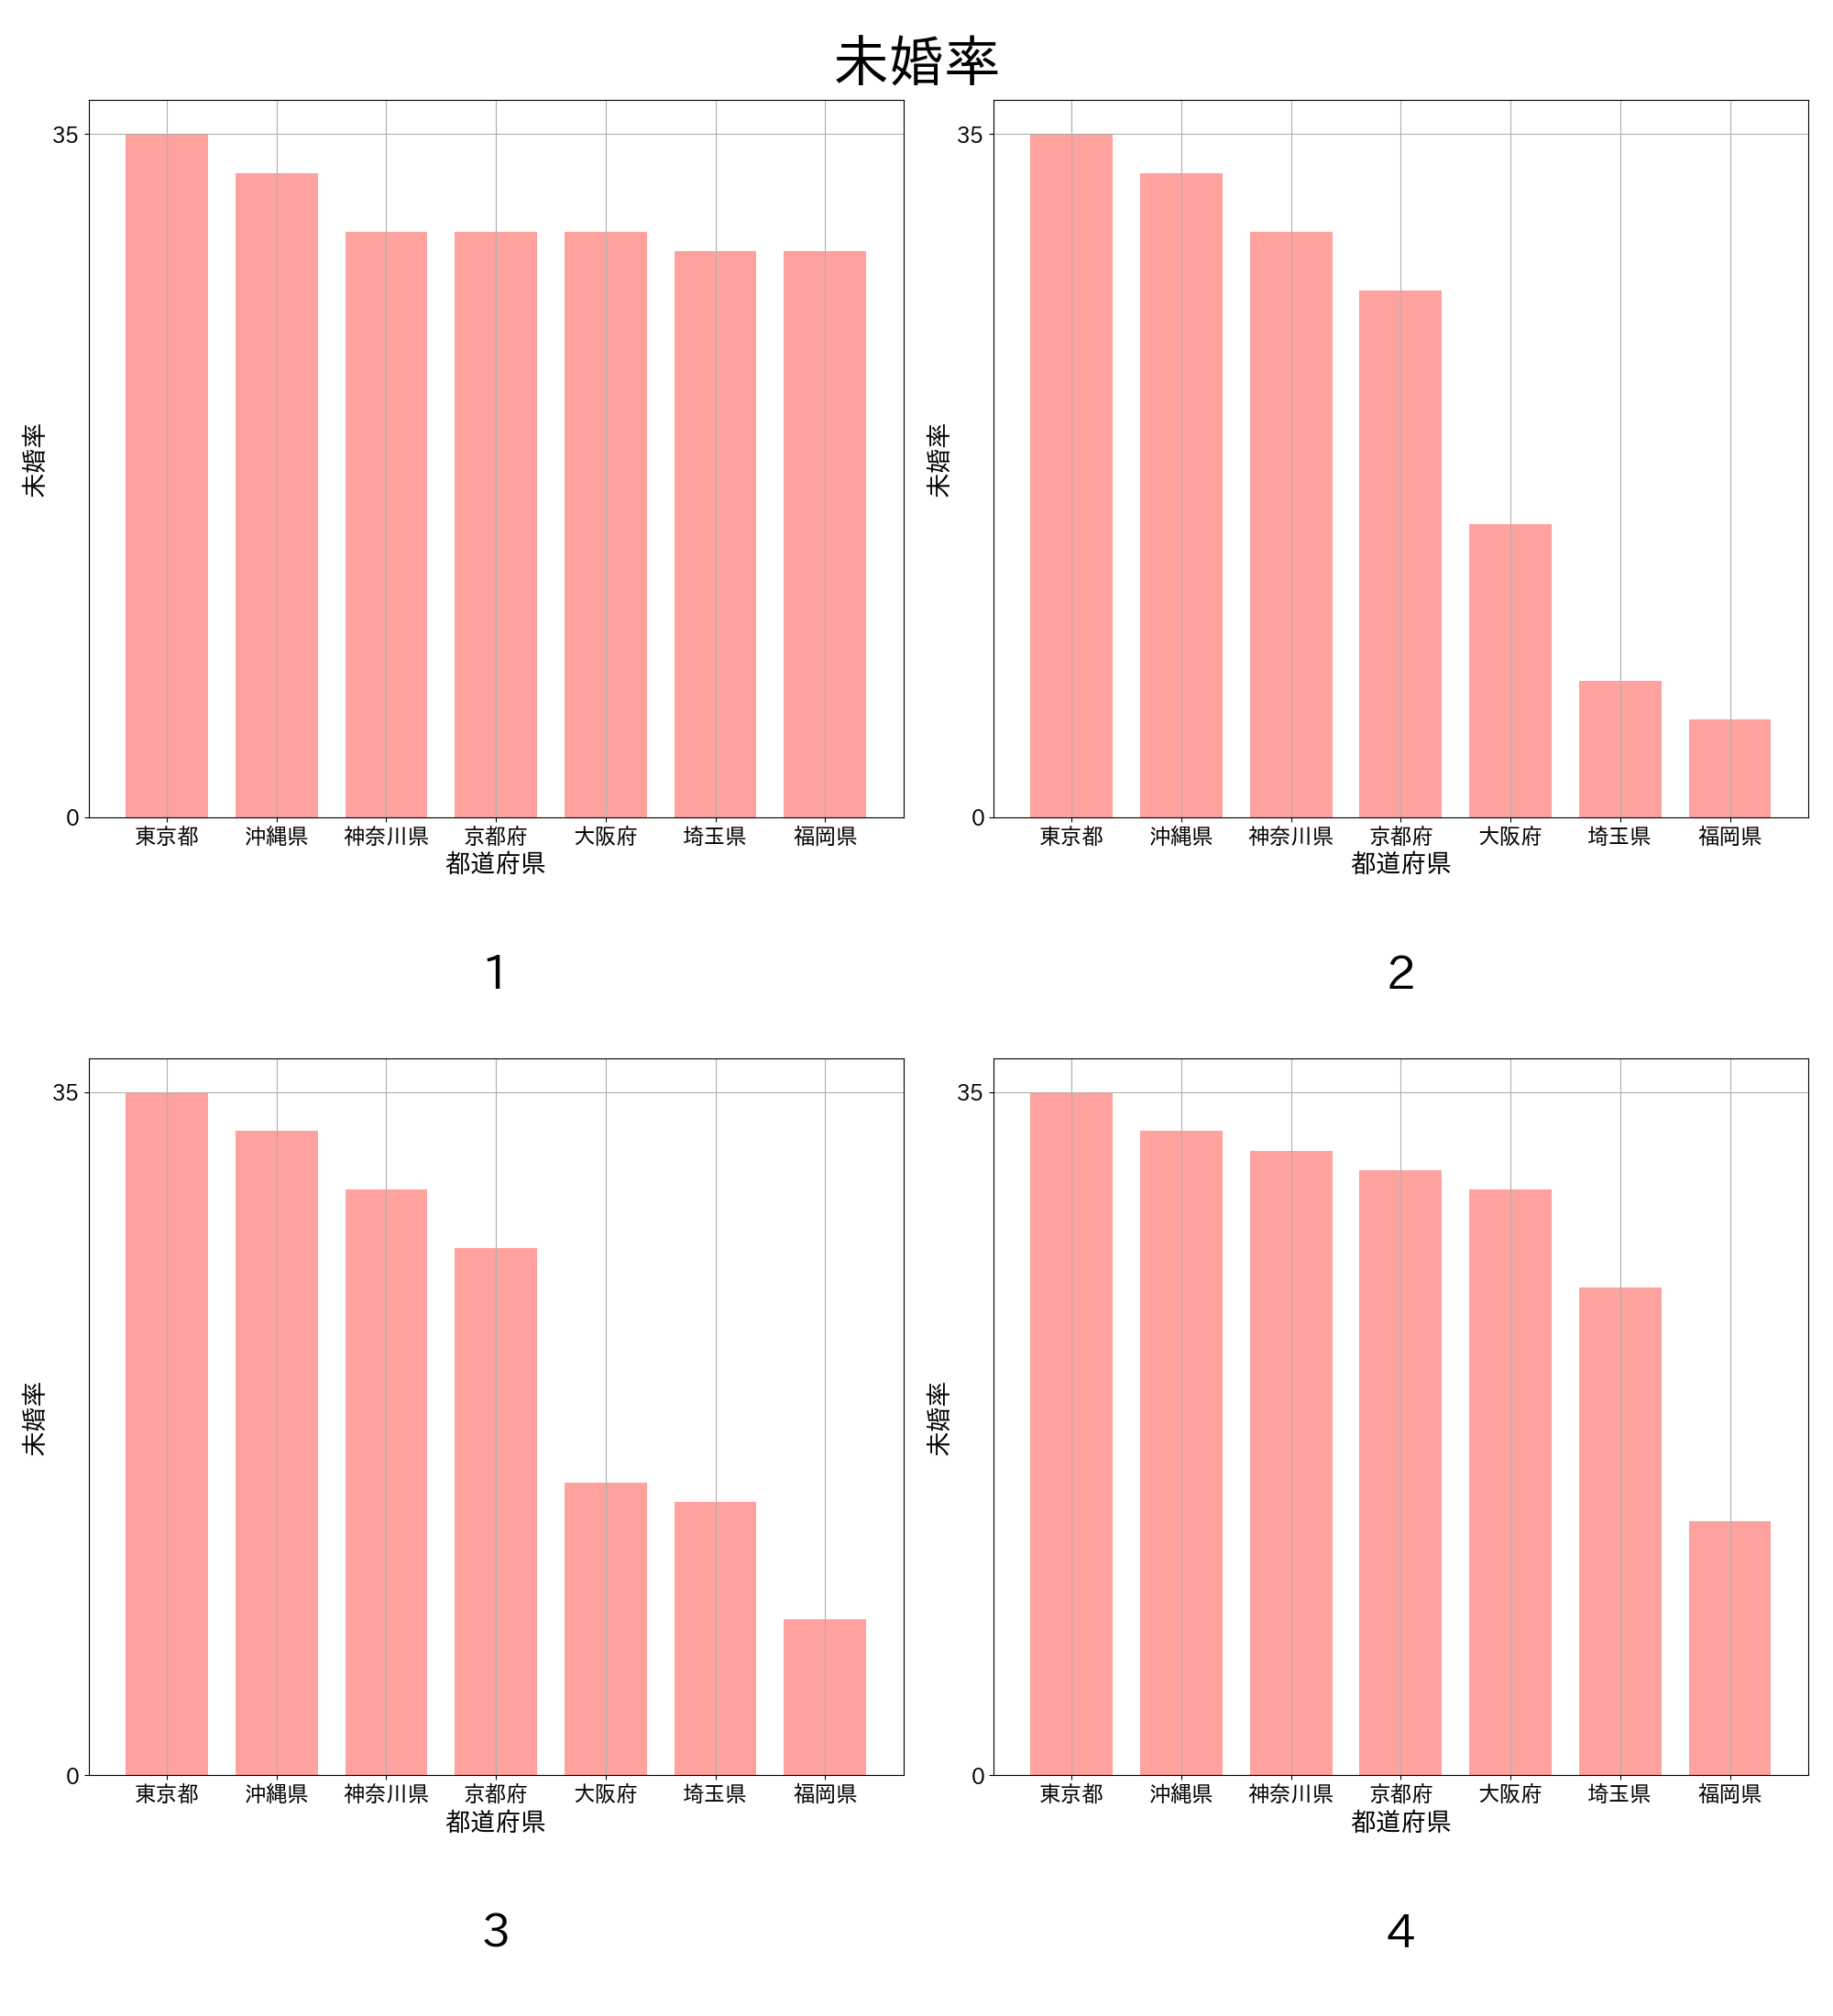 未婚率
35
0
未婚率
東京都 沖縄県 神奈川県 京都府 大阪府 埼玉県 福岡県
都道府県
1
35
0
未婚率
東京都 沖縄県 神奈川県 京都府 大阪府 埼玉県 福岡県
都道府県
2
35
0
未婚率
東京都 沖縄県 神奈川県 京都府 大阪府 埼玉県 福岡県
都道府県
3
35
0
未婚率
東京都 沖縄県 神奈川県 京都府 大阪府 埼玉県 福岡県
都道府県
4